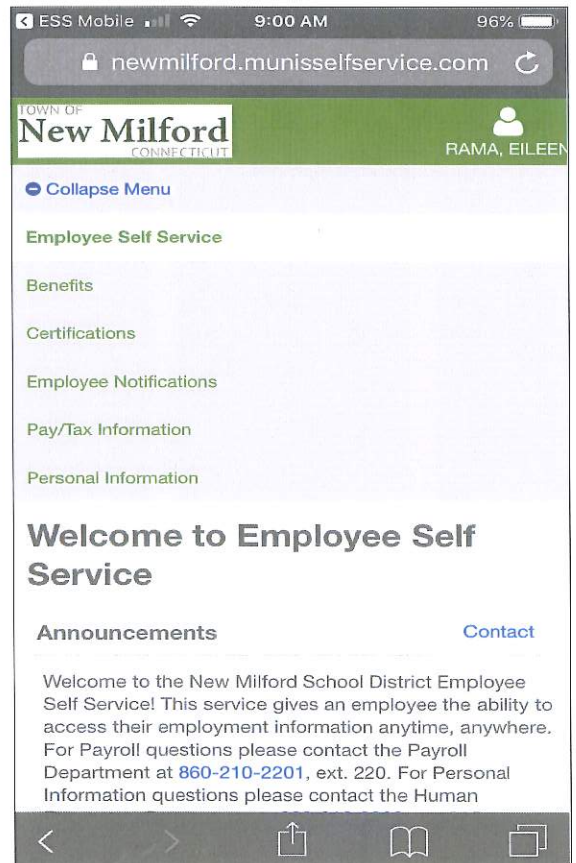 ESS Mobile 9:00 AM 96%
newmilford.munisselfservice.com
TOWN OF
New Milford
CONNECTICUT
RAMA, EILEEN
Collapse Menu
Employee Self Service
Benefits
Certifications
Employee Notifications
Pay/Tax Information
Personal Information
Welcome to Employee Self
Service
Announcements Contact
Welcome to the New Milford School District Employee
Self Service! This service gives an employee the ability to
access their employment information anytime, anywhere.
For Payroll questions please contact the Payroll
Department at 860-210-2201, ext. 220. For Personal
Information questions please contact the Human